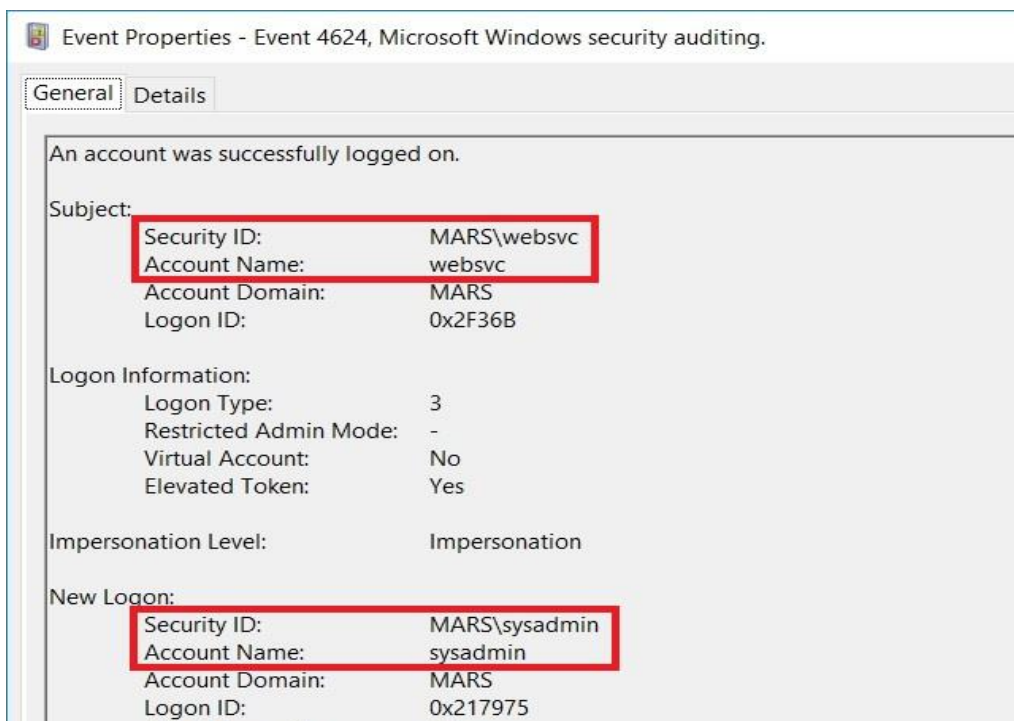 Event Properties - Event 4624, Microsoft Windows security auditing.
General Details
An account was successfully logged on.
Subject:
Security ID: MARS\websvc
Account Name: websvc
Account Domain: MARS
Logon ID: 0x2F36B
Logon Information:
Logon Type: 3
Restricted Admin Mode: -
Virtual Account: No
Elevated Token: Yes
Impersonation Level: Impersonation
New Logon:
Security ID: MARS\sysadmin
Account Name: sysadmin
Account Domain: MARS
Logon ID: 0x217975